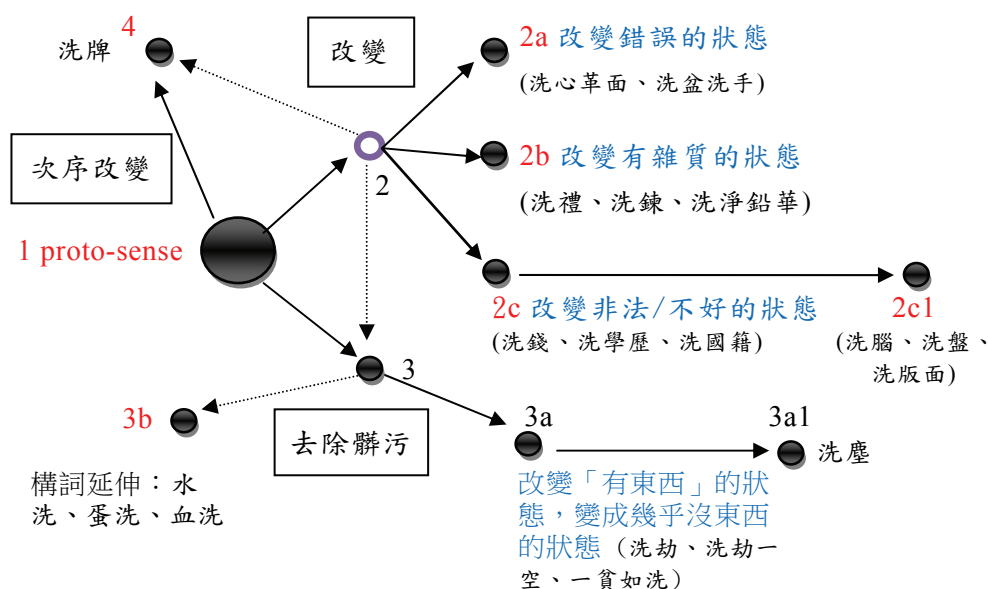 4
洗牌
改變
2a 改變錯誤的狀態
(洗心革面、洗盆洗手)
次序改變
2
2b 改變有雜质的狀態
(洗禮、洗鍊、洗淨鉛華)
1 proto-sense
2c 改變非法/不好的狀態
(洗錢、洗學歷、洗國籍)
2c1
(洗腦、洗盤、
洗版面)
3
3b
去除髒污
構詞延伸：水
洗、蛋洗、血洗
3a
改變「有東西」的狀
態，變成幾乎沒東西
的狀態（洗劫、洗劫一
空、一貧如洗）
3a1
洗塵